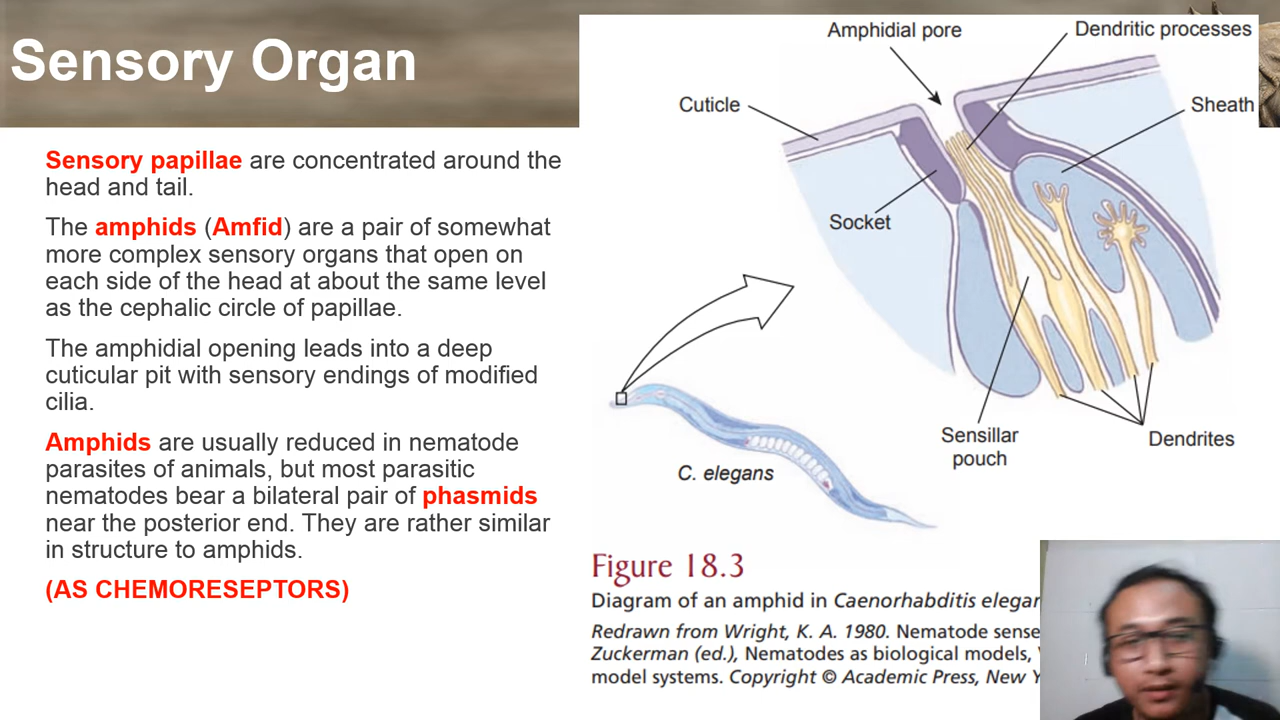 Sensory Organ
Sensory papillae are concentrated around the
head and tail.
The amphids (Amfid) are a pair of somewhat
more complex sensory organs that open on
each side of the head at about the same level
as the cephalic circle of papillae.
The amphidial opening leads into a deep
cuticular pit with sensory endings of modified
cilia.
Amphids are usually reduced in nematode
parasites of animals, but most parasitic
nematodes bear a bilateral pair of phasmids
near the posterior end. They are rather similar
in structure to amphids.
(AS CHEMORESEPTORS)
Amphidial pore
Dendritic processes
Cuticle
Sheath
Socket
Sensillar
pouch
Dendrites
C. elegans
Figure 18.3
Diagram of an amphid in Caenorhabditis elegan
Redrawn from Wright, K. A. 1980. Nematode sense
Zuckerman (ed.), Nematodes as biological models,
model systems. Copyright © Academic Press, New